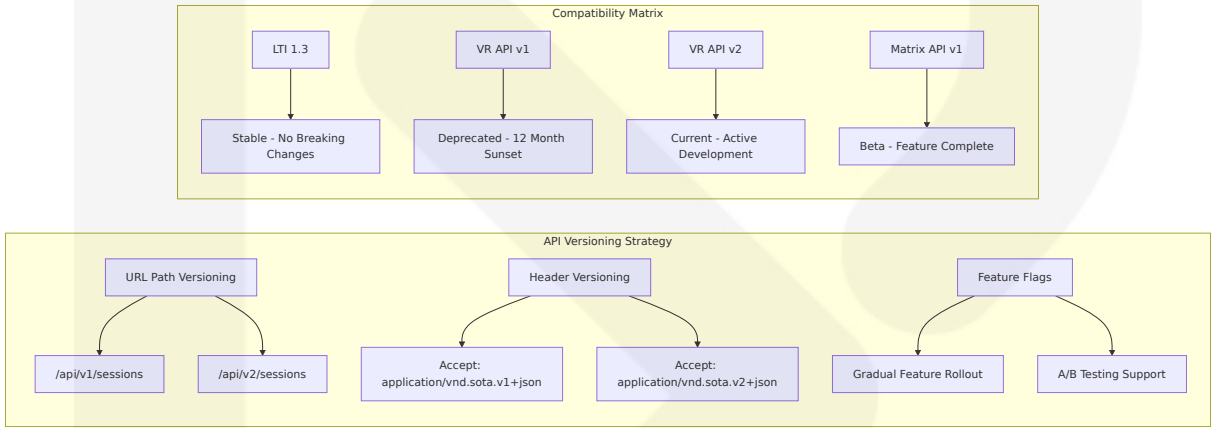 Compatibility Matrix
LTI 1.3
VR API v1
VR API v2
Matrix API v1
Stable - No Breaking
Changes
Deprecated - 12 Month
Sunset
Current - Active
Development
Beta - Feature Complete
API Versioning Strategy
URL Path Versioning
Header Versioning
Feature Flags
/api/v1/sessions
/api/v2/sessions
Accept:
application/vnd.sota.v1+json
Accept:
application/vnd.sota.v2+json
Gradual Feature Rollout
A/B Testing Support